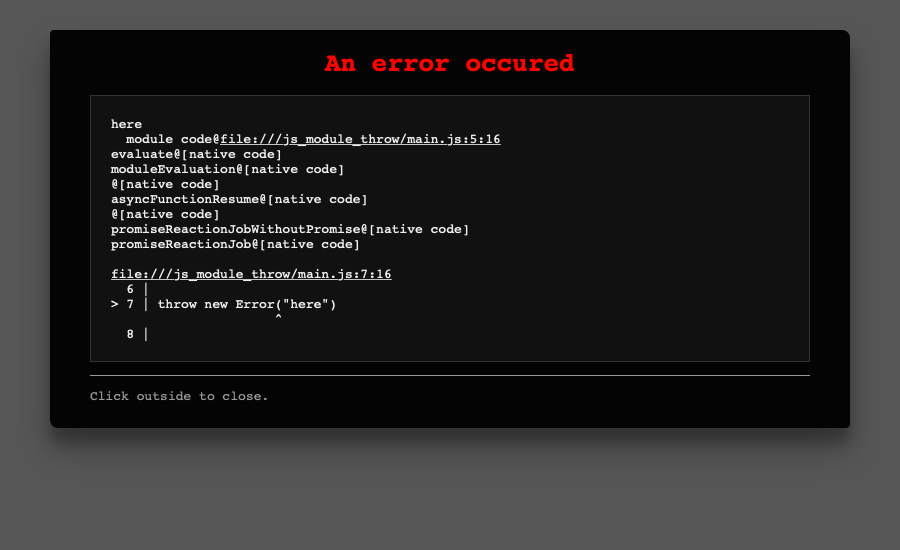 An error occured
here
  module code@file:///js_module_throw/main.js:5:16
evaluate@[native code]
moduleEvaluation@[native code]
@[native code]
asyncFunctionResume@[native code]
@[native code]
promiseReactionJobWithoutPromise@[native code]
promiseReactionJob@[native code]

file:///js_module_throw/main.js:7:16
  6 |
> 7 | throw new Error("here")
                     ^
  8 |
Click outside to close.